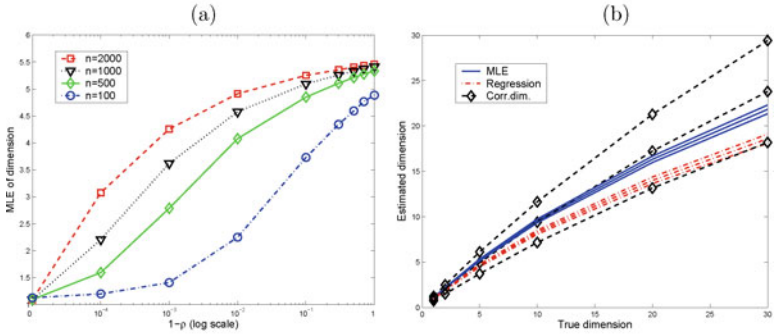 (a)
n=2000
n=1000
n=500
n=100
MLE of dimension
6
5.5
5
4.5
4
3.5
3
2.5
2
1.5
10⁻⁴
10⁻³
10⁻²
10⁻¹
1
1−ρ (log scale)
(b)
MLE
Regression
Corr.dim.
Estimated dimension
30
25
20
15
10
5
0
0
5
10
15
20
25
30
True dimension